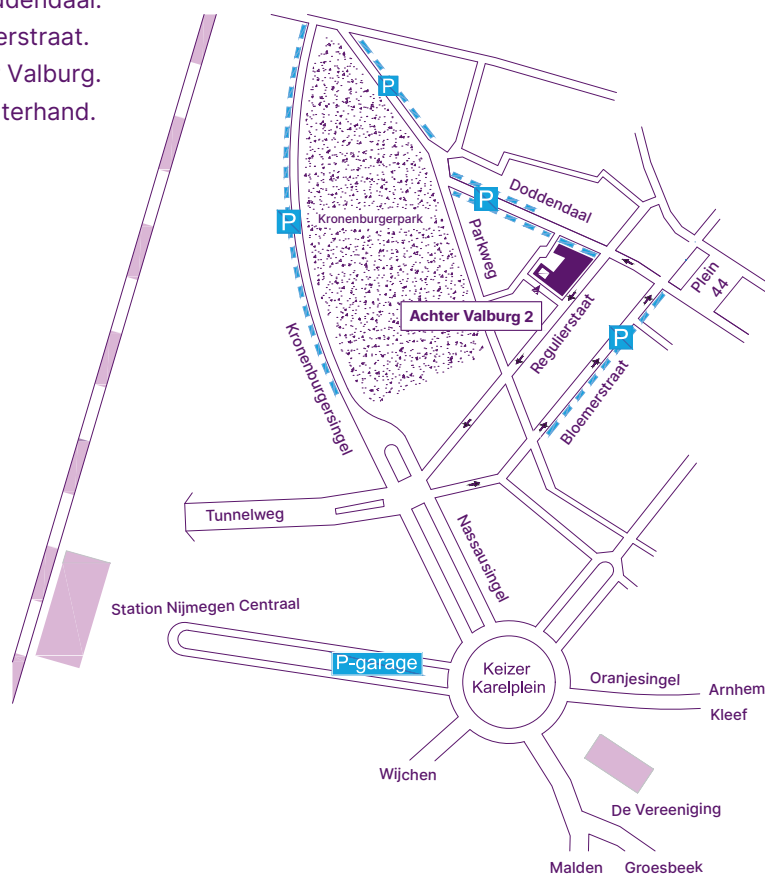 erstraat.
Valburg.
terhand.
P
P
Doddendaal
P
Kronenburgerpark
Parkweg
Plein
44
Achter Valburg 2
Regulierstaat
P
Kronenburgersingel
Bloemerstraat
Tunnelweg
Nassausingel
Station Nijmegen Centraal
P-garage
Keizer
Karelplein
Oranjesingel
Arnhem
Kleef
Wijchen
De Vereeniging
Malden
Groesbeek